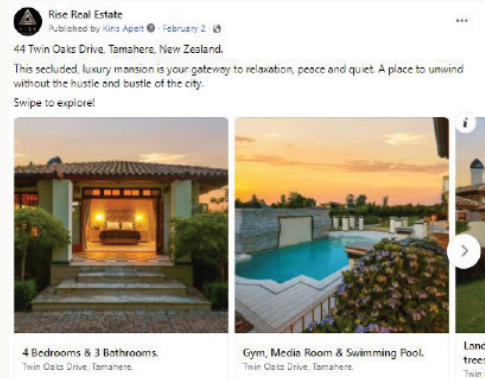 Rise Real Estate
Published by Kiris Apelt · February 2 ·
44 Twin Oaks Drive, Tamahere, New Zealand.
This secluded, luxury mansion is your gateway to relaxation, peace and quiet. A place to unwind
without the hustle and bustle of the city.
Swipe to explore!
4 Bedrooms & 3 Bathrooms.
Twin Oaks Drive, Tamahere.
Gym, Media Room & Swimming Pool.
Twin Oaks Drive, Tamahere.
Land
trees
Twin